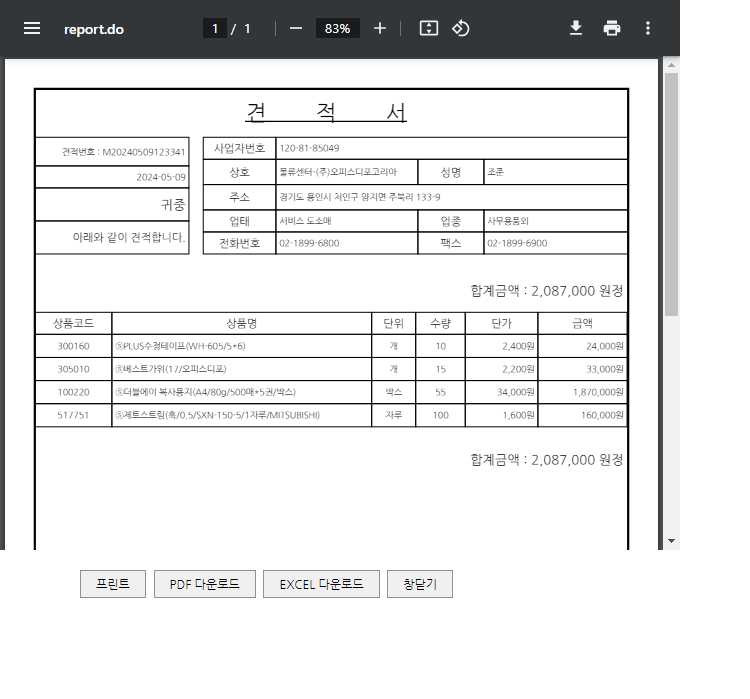 report.do 1 / 1 83%
견 적 서
견적번호 : M20240509123341
2024-05-09
귀중
아래와 같이 견적합니다.
사업자번호 120-81-85049
상호 물류센타-(주)오피스디포코리아 성명 조준
주소 경기도 용인시 처인구 양지면 주북리 133-9
업태 서비스 도소매 업종 사무용품외
전화번호 02-1899-6800 팩스 02-1899-6900
합계금액 : 2,087,000 원정
상품코드 상품명 단위 수량 단가 금액
300160 ⓢPLUS수정테이프(WH-605/5*6) 개 10 2,400원 24,000원
305010 ⓢ베스트가위(17/오피스디포) 개 15 2,200원 33,000원
100220 ⓢ더블에이 복사용지(A4/80g/500매*5권/박스) 박스 55 34,000원 1,870,000원
517751 ⓢ제트스트림(흑/0.5/SXN-150-5/1자루/MITSUBISHI) 자루 100 1,600원 160,000원
합계금액 : 2,087,000 원정
프린트 PDF 다운로드 EXCEL 다운로드 창닫기